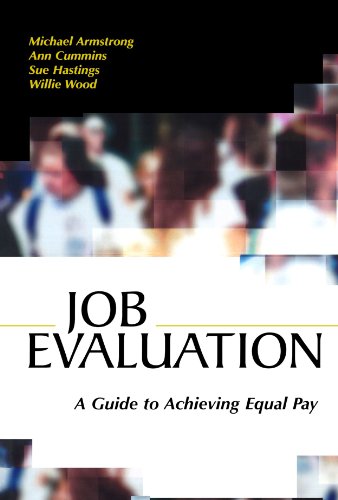 Michael Armstrong
Ann Cummins
Sue Hastings
Willie Wood
JOB
EVALUATION
A Guide to Achieving Equal Pay